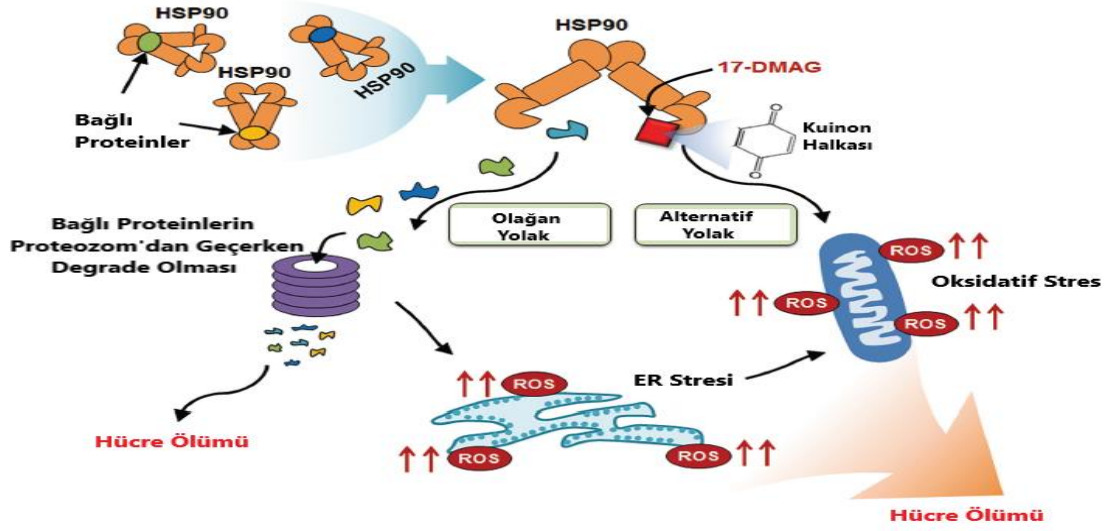 HSP90
HSP90
HSP90
Bağlı
Proteinler
HSP90
17-DMAG
Kuinon
Halkası
Olağan
Yolak
Alternatif
Yolak
Bağlı Proteinlerin
Proteozom'dan Geçerken
Degrade Olması
ROS
Oksidatif Stres
ROS
ROS
ER Stresi
ROS
ROS
ROS
Hücre Ölümü
Hücre Ölümü